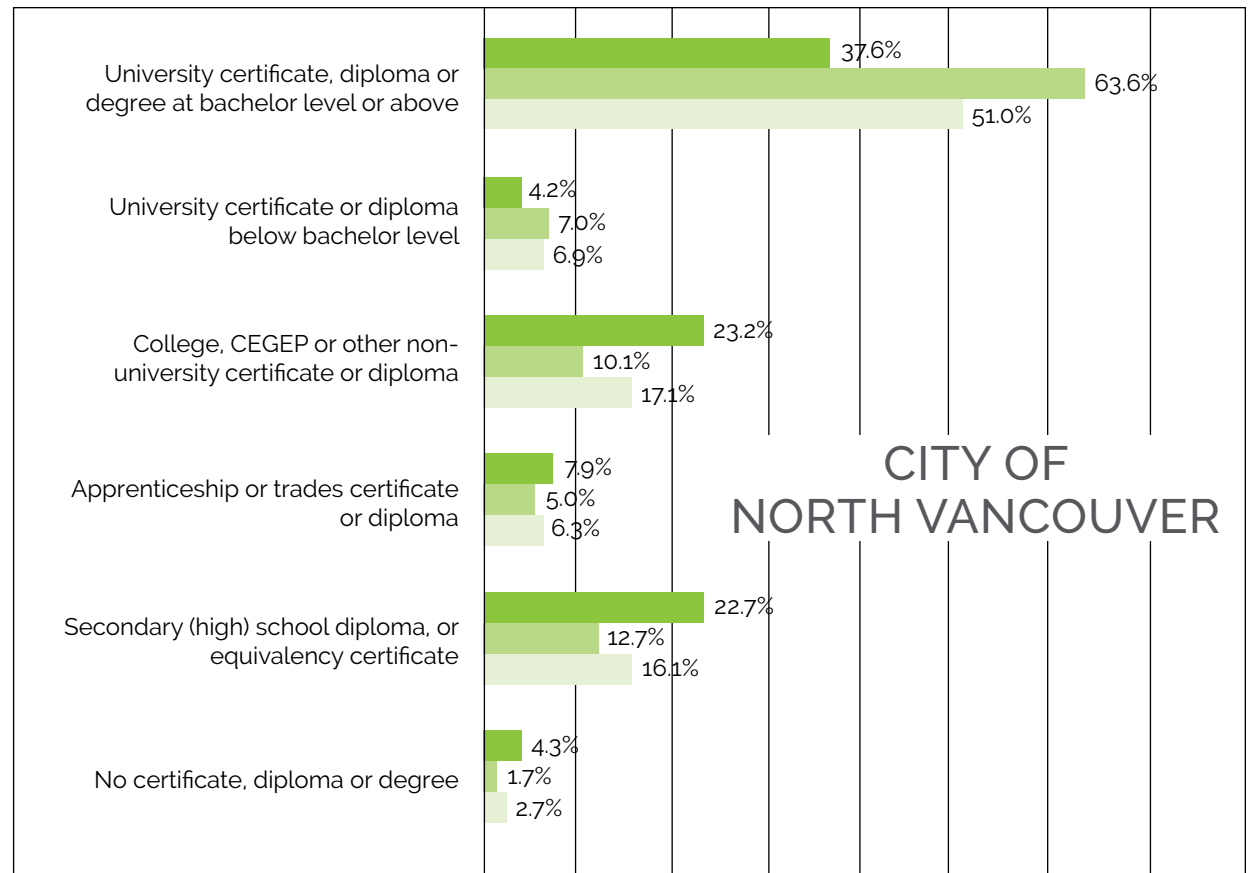 37.6%
University certificate, diploma or
degree at bachelor level or above
63.6%
51.0%
4.2%
University certificate or diploma
below bachelor level
7.0%
6.9%
23.2%
College, CEGEP or other non-
university certificate or diploma
10.1%
17.1%
CITY OF
NORTH VANCOUVER
7.9%
Apprenticeship or trades certificate
or diploma
5.0%
6.3%
22.7%
Secondary (high) school diploma, or
equivalency certificate
12.7%
16.1%
4.3%
No certificate, diploma or degree
1.7%
2.7%